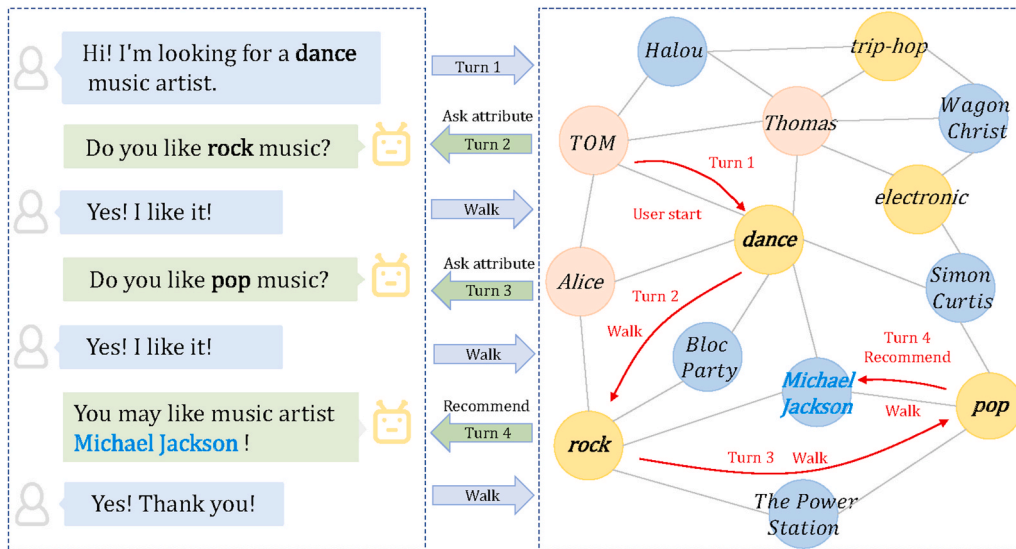 Hi! I'm looking for a dance
music artist.
Do you like rock music?
Yes! I like it!
Do you like pop music?
Yes! I like it!
You may like music artist
Michael Jackson !
Yes! Thank you!
Turn 1
Ask attribute
Turn 2
Walk
Ask attribute
Turn 3
Walk
Recommend
Turn 4
Walk
Halou
trip-hop
Wagon
Christ
Thomas
TOM
Turn 1
electronic
User start
dance
Alice
Simon
Curtis
Turn 2
Walk
Bloc
Party
Turn 4
Recommend
Michael
Jackson
Walk
pop
rock
Turn 3 Walk
The Power
Station